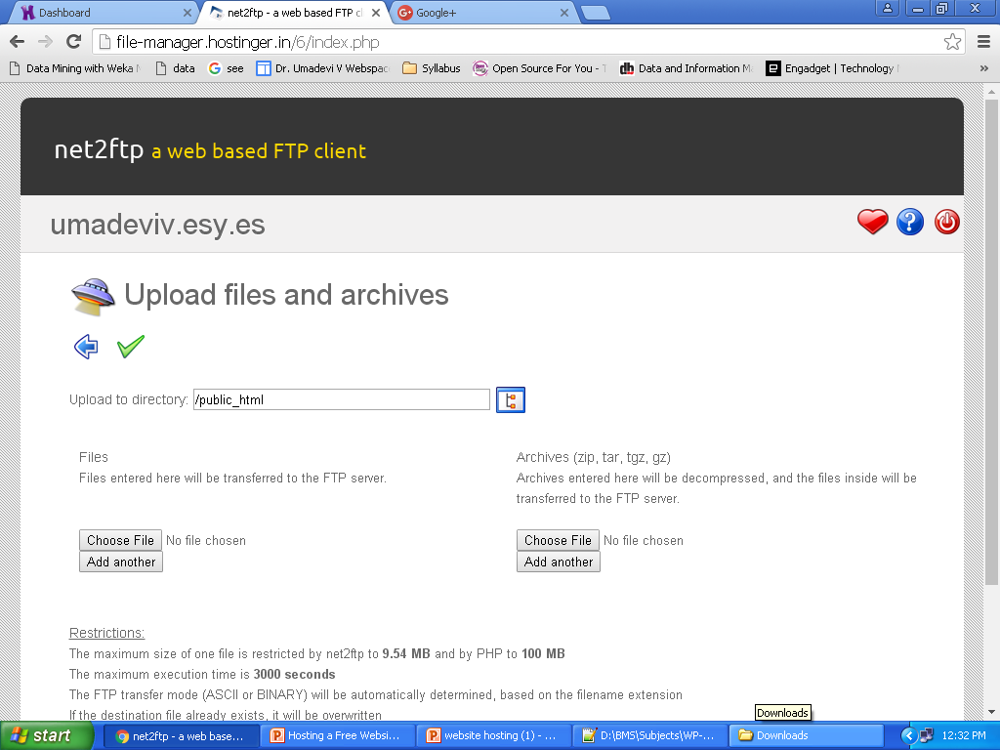 Dashboard
net2ftp - a web based FTP cl
Google+
file-manager.hostinger.in/6/index.php
Data Mining with Weka
data
see
Dr. Umadevi V Webspac
Syllabus
Open Source For You -
Data and Information M
Engadget | Technology
»
net2ftp a web based FTP client
umadeviv.esy.es
Upload files and archives
Upload to directory: /public_html
Files
Files entered here will be transferred to the FTP server.
Choose File No file chosen
Add another
Archives (zip, tar, tgz, gz)
Archives entered here will be decompressed, and the files inside will be
transferred to the FTP server.
Choose File No file chosen
Add another
Restrictions:
The maximum size of one file is restricted by net2ftp to 9.54 MB and by PHP to 100 MB
The maximum execution time is 3000 seconds
The FTP transfer mode (ASCII or BINARY) will be automatically determined, based on the filename extension
If the destination file already exists, it will be overwritten
Downloads
start
net2ftp - a web base...
Hosting a Free Websi...
website hosting (1) - ...
D:\BMS\Subjects\WP-...
Downloads
12:32 PM